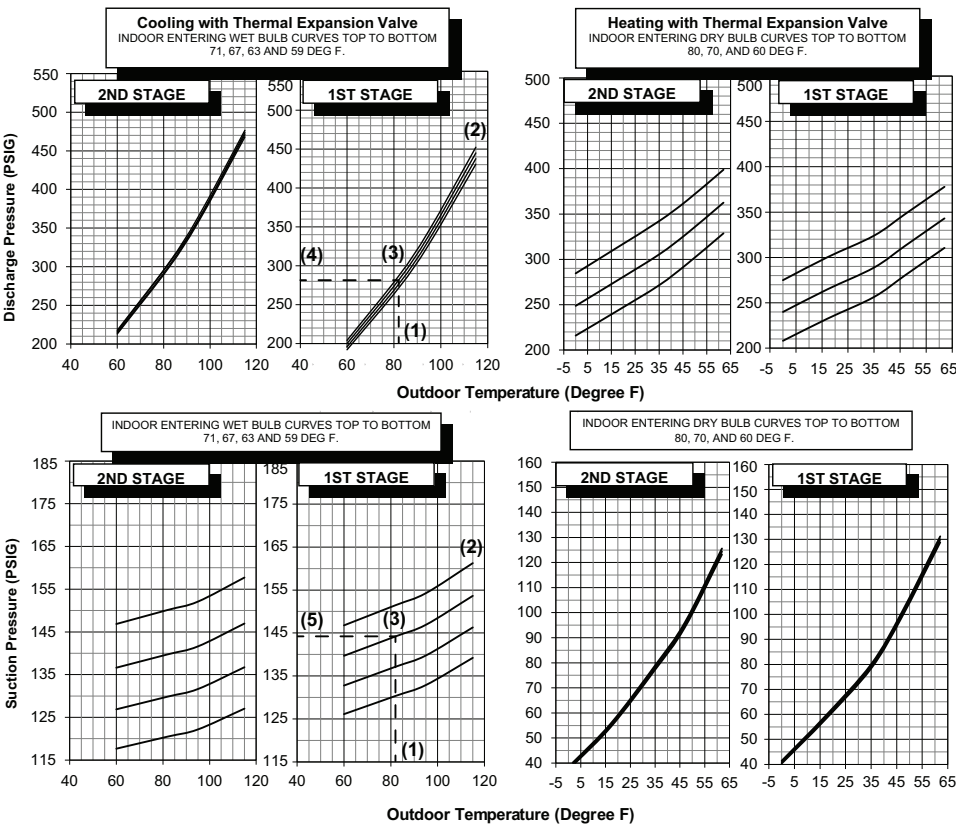 Cooling with Thermal Expansion Valve
INDOOR ENTERING WET BULB CURVES TOP TO BOTTOM
71, 67, 63 AND 59 DEG F.
Heating with Thermal Expansion Valve
INDOOR ENTERING DRY BULB CURVES TOP TO BOTTOM
80, 70, AND 60 DEG F.
Discharge Pressure (PSIG)
2ND STAGE
550
500
450
400
350
300
250
200
40 60 80 100 120
1ST STAGE
550
500
450
400
350
300
250
200
(2)
(3)
(4)
(1)
40 60 80 100 120
2ND STAGE
500
450
400
350
300
250
200
-5 5 15 25 35 45 55 65
1ST STAGE
500
450
400
350
300
250
200
-5 5 15 25 35 45 55 65
Outdoor Temperature (Degree F)
INDOOR ENTERING WET BULB CURVES TOP TO BOTTOM
71, 67, 63 AND 59 DEG F.
INDOOR ENTERING DRY BULB CURVES TOP TO BOTTOM
80, 70, AND 60 DEG F.
Suction Pressure (PSIG)
2ND STAGE
185
175
165
155
145
135
125
115
40 60 80 100 120
1ST STAGE
185
175
165
155
145
135
125
115
(2)
(5)
(3)
(1)
40 60 80 100 120
2ND STAGE
160
150
140
130
120
110
100
90
80
70
60
50
40
-5 5 15 25 35 45 55 65
1ST STAGE
160
150
140
130
120
110
100
90
80
70
60
50
40
-5 5 15 25 35 45 55 65
Outdoor Temperature (Degree F)